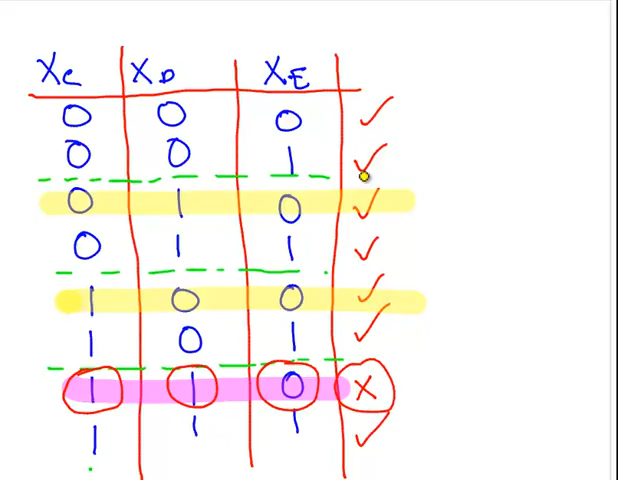 XC XD XE
0 0 0 ✓
0 0 1 ✓
0 1 0 ✓
0 1 1 ✓
1 0 0 ✓
1 0 1 ✓
1 1 0 X
1 1 1 ✓